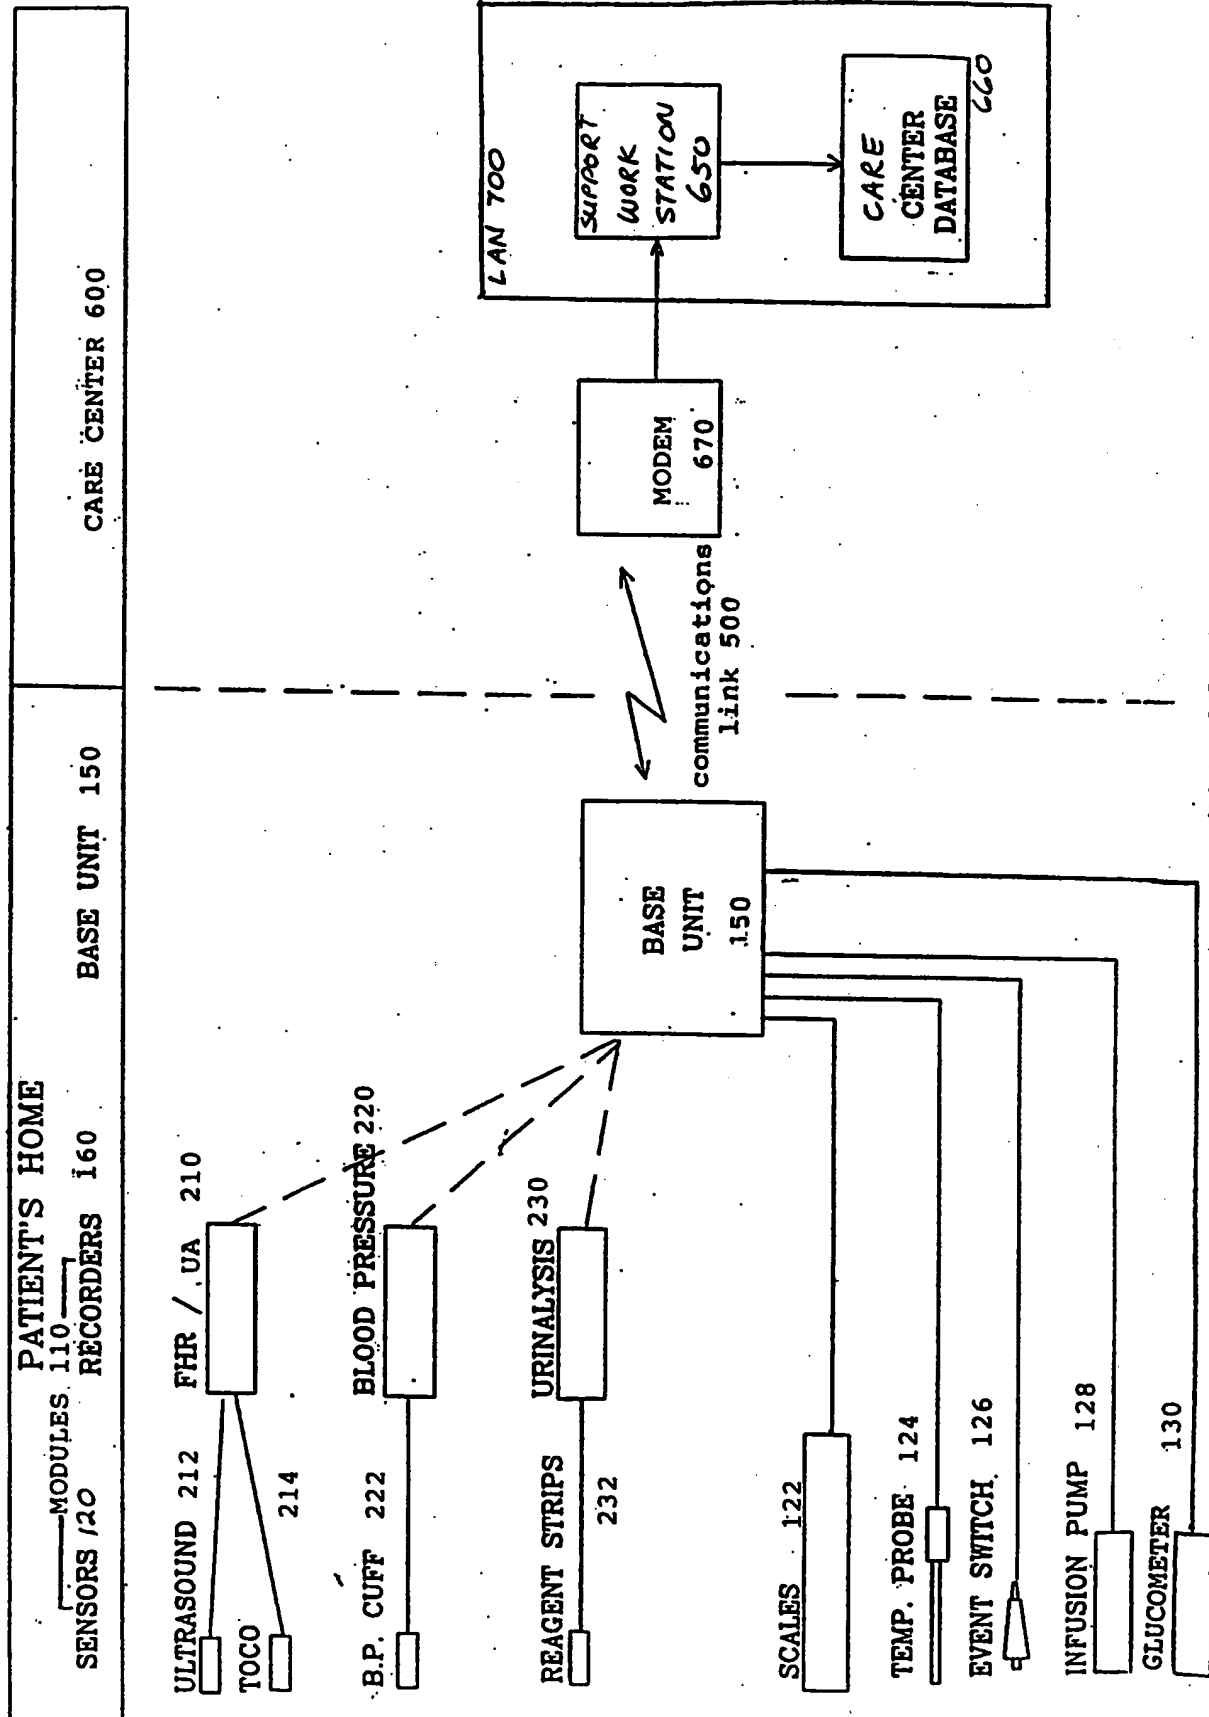 PATIENT'S HOME
MODULES 110
SENSORS 120 RECORDERS 160 BASE UNIT 150
CARE CENTER 600
ULTRASOUND 212
FHR / UA 210
TOCO
214
B.P. CUFF 222
BLOOD PRESSURE 220
REAGENT STRIPS
232
URINALYSIS 230
SCALES 122
TEMP. PROBE 124
EVENT SWITCH 126
INFUSION PUMP 128
GLUCOMETER 130
BASE
UNIT
150
communications
link 500
MODEM
670
LAN 700
SUPPORT
WORK
STATION
650
CARE
CENTER
DATABASE
660